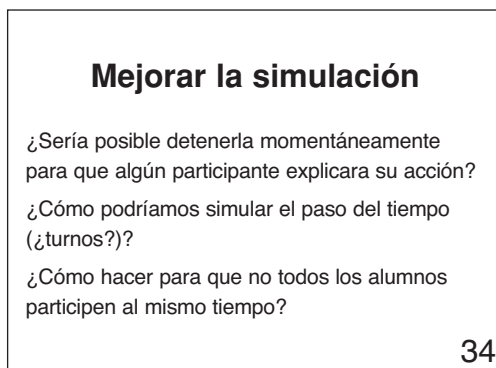 Mejorar la simulación
¿Sería posible detenerla momentáneamente
para que algún participante explicara su acción?
¿Cómo podríamos simular el paso del tiempo
(¿turnos?)?
¿Cómo hacer para que no todos los alumnos
participen al mismo tiempo?
34